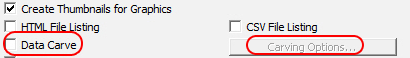 Create Thumbnails for Graphics
HTML File Listing CSV File Listing
Data Carve Carving Options...